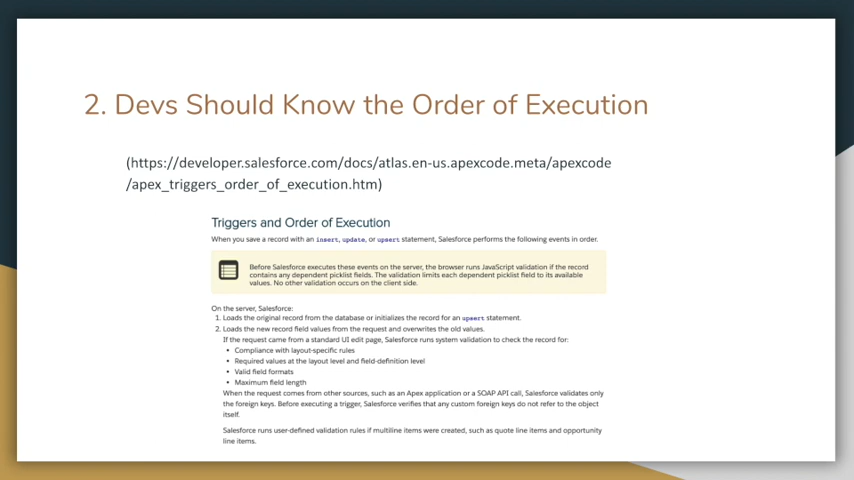 2. Devs Should Know the Order of Execution
(https://developer.salesforce.com/docs/atlas.en-us.apexcode.meta/apexcode
/apex_triggers_order_of_execution.htm)
Triggers and Order of Execution
When you save a record with an insert, update, or upsert statement, Salesforce performs the following events in order.
Before Salesforce executes these events on the server, the browser runs JavaScript validation if the record
contains any dependent picklist fields. The validation limits each dependent picklist field to its available
values. No other validation occurs on the client side.
On the server, Salesforce:
1. Loads the original record from the database or initializes the record for an upsert statement.
2. Loads the new record field values from the request and overwrites the old values.
If the request came from a standard UI edit page, Salesforce runs system validation to check the record for:
• Compliance with layout-specific rules
• Required values at the layout level and field-definition level
• Valid field formats
• Maximum field length
When the request comes from other sources, such as an Apex application or a SOAP API call, Salesforce validates only
the foreign keys. Before executing a trigger, Salesforce verifies that any custom foreign keys do not refer to the object
itself.
Salesforce runs user-defined validation rules if multiline items were created, such as quote line items and opportunity
line items.